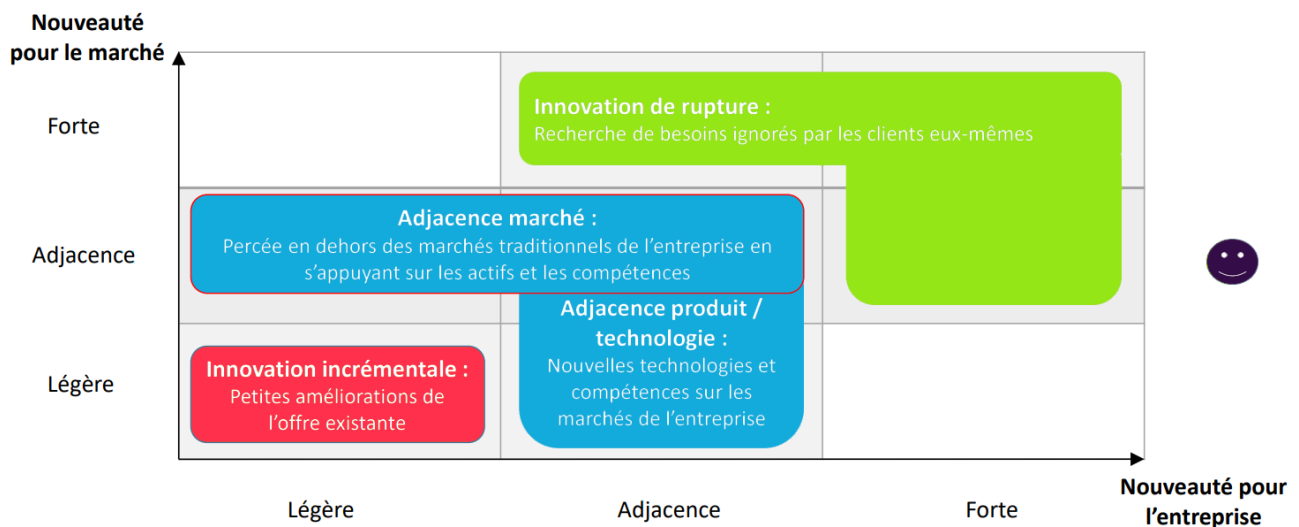 Nouveauté
pour le marché
Forte
Innovation de rupture :
Recherche de besoins ignorés par les clients eux-mêmes
Adjacence
Adjacence marché :
Percée en dehors des marchés traditionnels de l’entreprise en
s’appuyant sur les actifs et les compétences
Adjacence produit /
technologie :
Nouvelles technologies et
compétences sur les
marchés de l’entreprise
Légère
Innovation incrémentale :
Petites améliorations de
l’offre existante
Légère
Adjacence
Forte
Nouveauté pour
l’entreprise